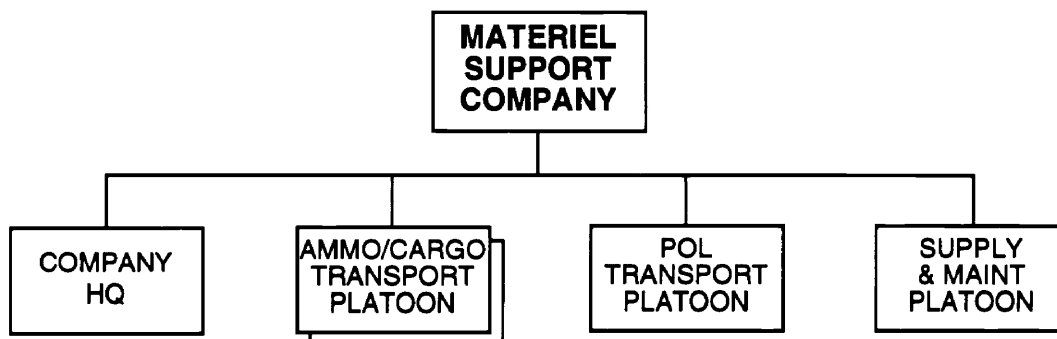 MATERIEL
SUPPORT
COMPANY
COMPANY
HQ
AMMO/CARGO
TRANSPORT
PLATOON
POL
TRANSPORT
PLATOON
SUPPLY
& MAINT
PLATOON